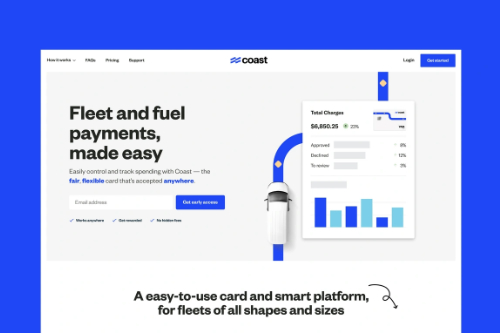 How it works
FAQs
Pricing
Support
coast
Login
Get started
Fleet and fuel
payments,
made easy
Easily control and track spending with Coast — the
fair, flexible card that's accepted anywhere.
Email address
Get early access
Works anywhere
Get rewarded
No hidden fees
Total Charges
$6,850.25
23%
Approved
8%
Declined
13%
To review
3%
A easy-to-use card and smart platform,
for fleets of all shapes and sizes